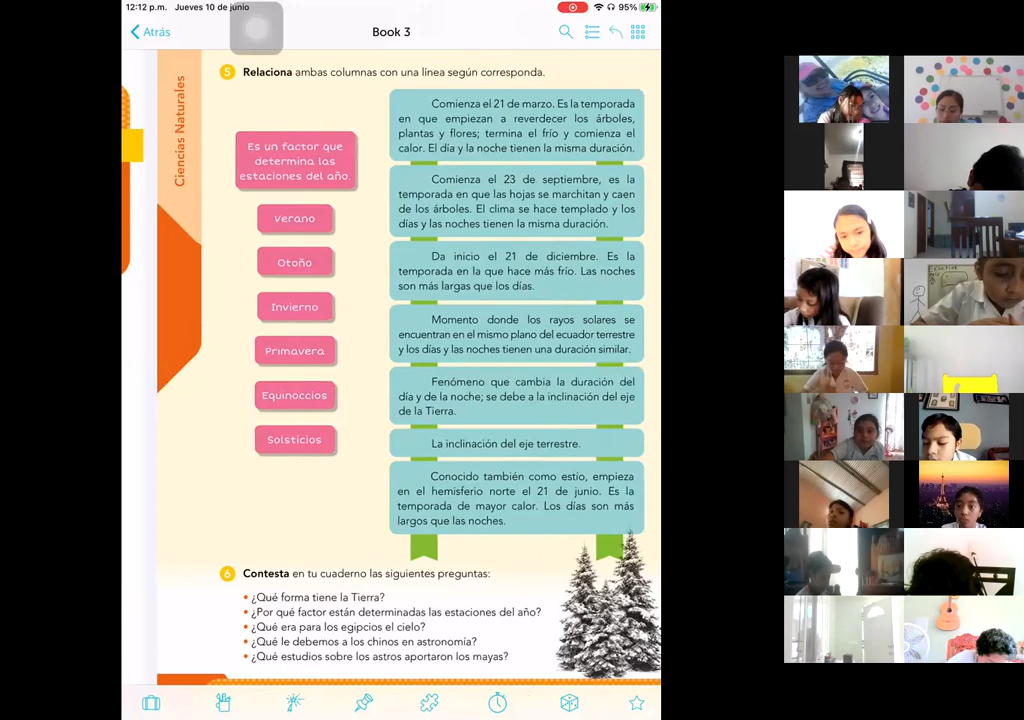 12:12 p.m. Jueves 10 de junio
95%
Atrás
Book 3
Ciencias Naturales
5 Relaciona ambas columnas con una línea según corresponda.
Es un factor que
determina las
estaciones del año.
Verano
Otoño
Invierno
Primavera
Equinoccios
Solsticios
Comienza el 21 de marzo. Es la temporada
en que empiezan a reverdecer los árboles,
plantas y flores; termina el frío y comienza el
calor. El día y la noche tienen la misma duración.
Comienza el 23 de septiembre, es la
temporada en que las hojas se marchitan y caen
de los árboles. El clima se hace templado y los
días y las noches tienen la misma duración.
Da inicio el 21 de diciembre. Es la
temporada en la que hace más frío. Las noches
son más largas que los días.
Momento donde los rayos solares se
encuentran en el mismo plano del ecuador terrestre
y los días y las noches tienen una duración similar.
Fenómeno que cambia la duración del
día y de la noche; se debe a la inclinación del eje
de la Tierra.
La inclinación del eje terrestre.
Conocido también como estío, empieza
en el hemisferio norte el 21 de junio. Es la
temporada de mayor calor. Los días son más
largos que las noches.
6 Contesta en tu cuaderno las siguientes preguntas:
• ¿Qué forma tiene la Tierra?
• ¿Por qué factor están determinadas las estaciones del año?
• ¿Qué era para los egipcios el cielo?
• ¿Qué le debemos a los chinos en astronomía?
• ¿Qué estudios sobre los astros aportaron los mayas?